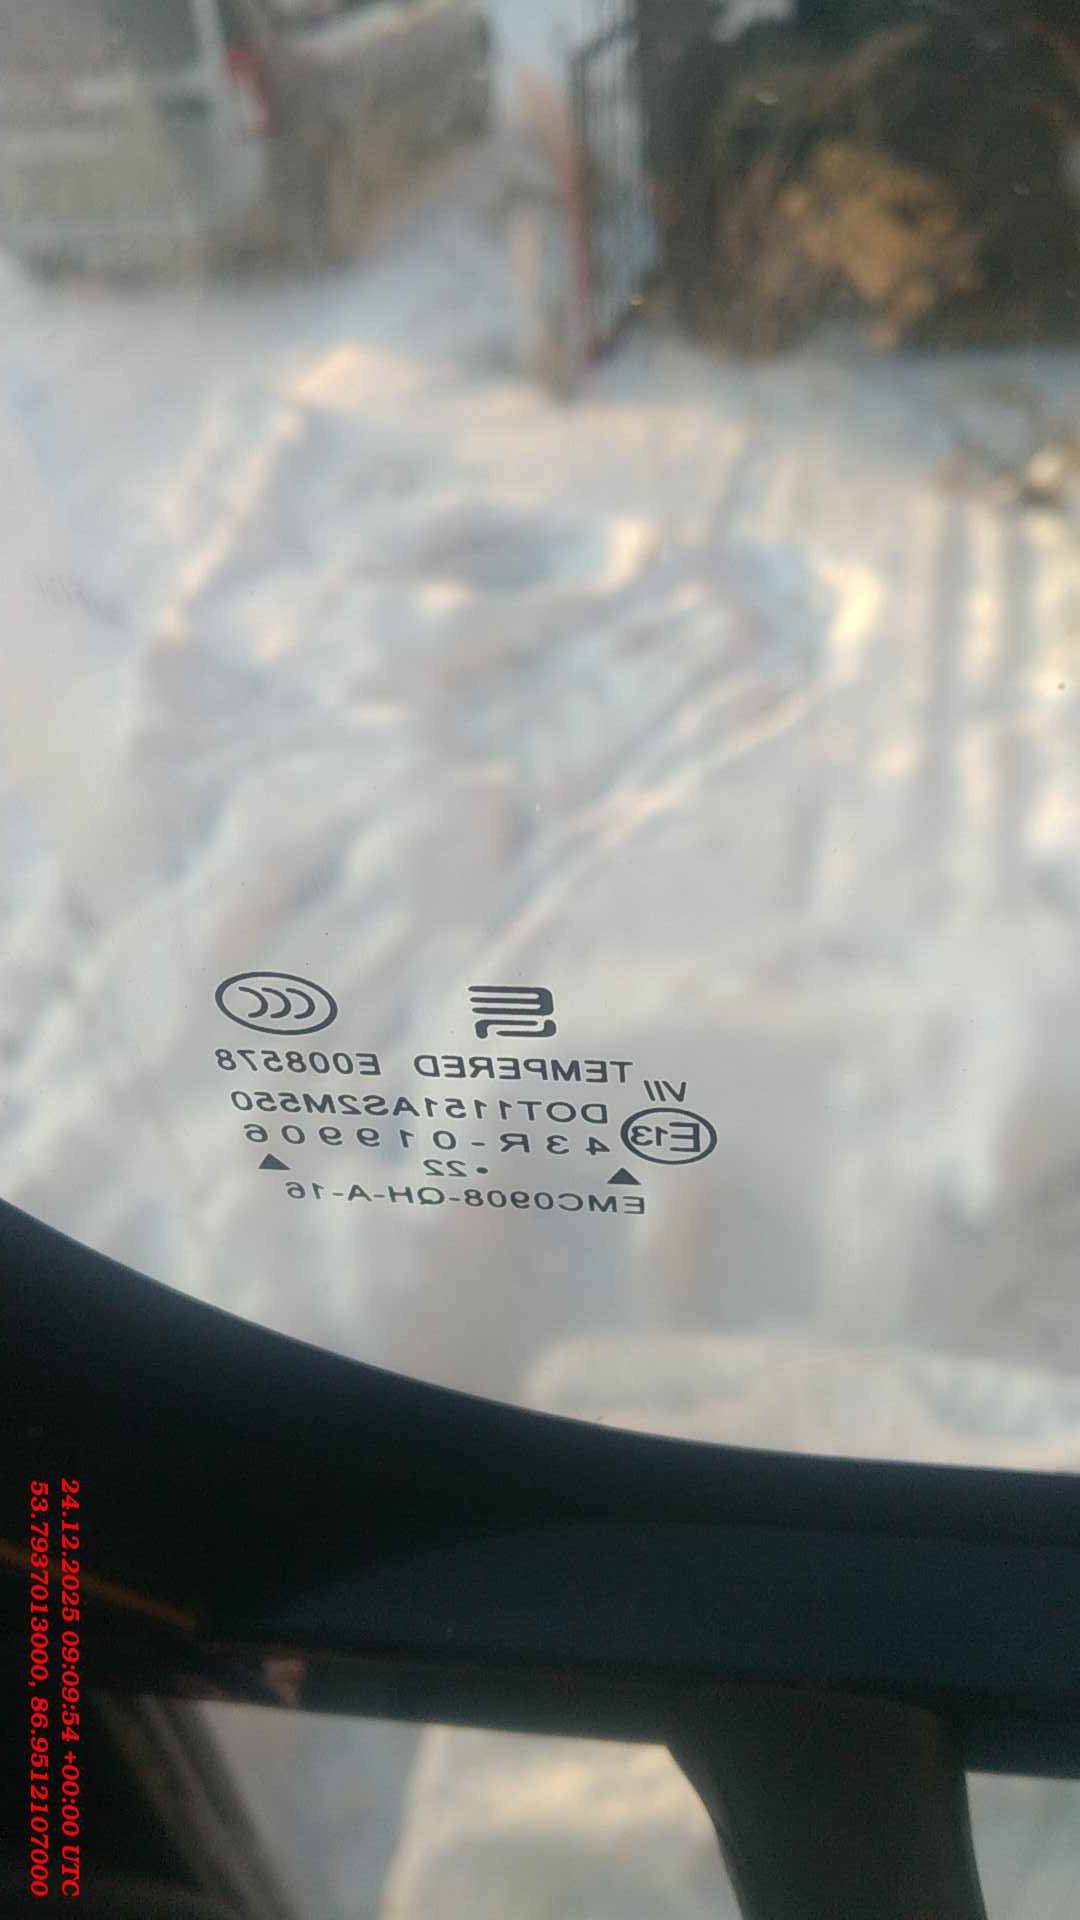 CCC
TEMPERED E008578
VII
DOT1151AS2M550
E13
43R-019906
•22
▲ ▲
EMC0908-QH-A-16
24.12.2025 09:09:54 +00:00 UTC
53.7937013000, 86.9512107000